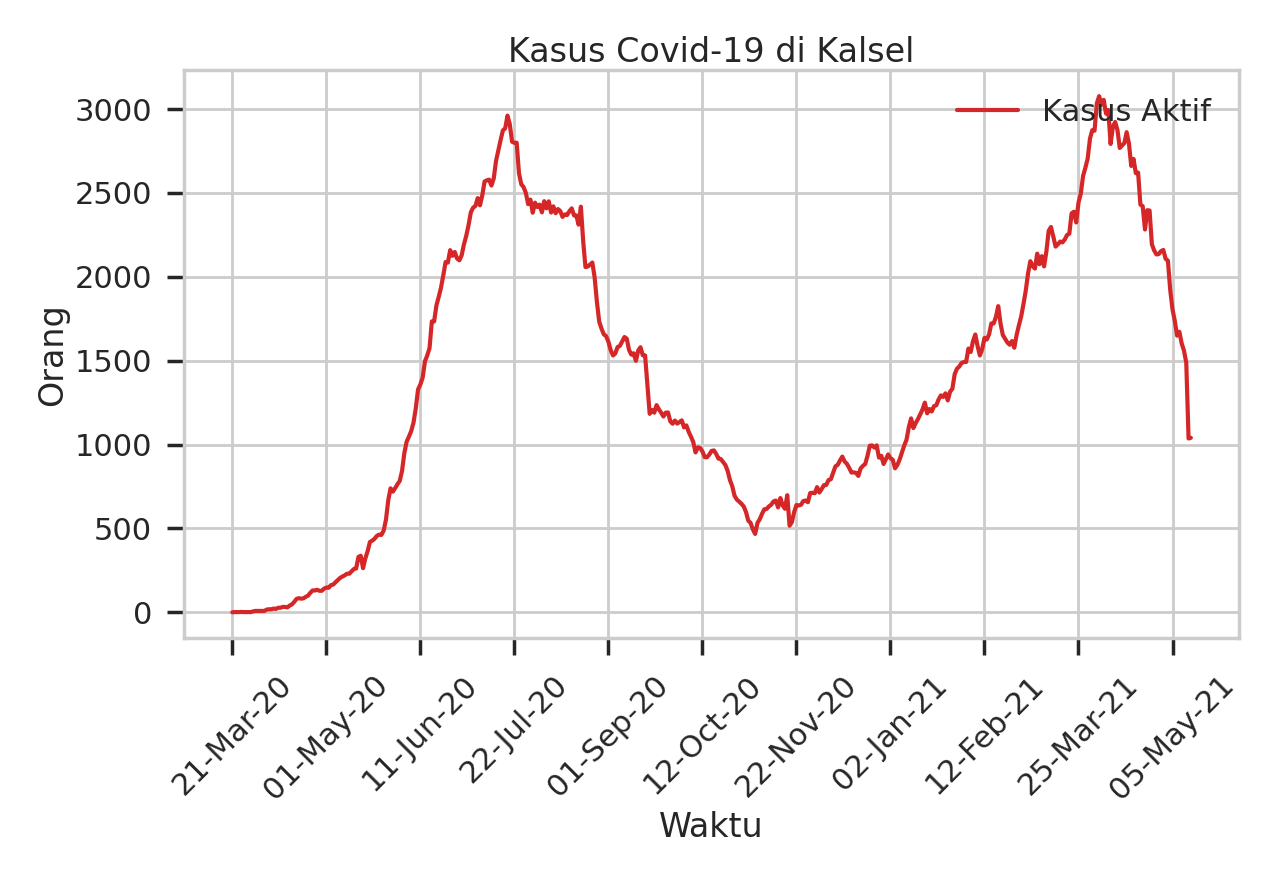 Kasus Covid-19 di Kalsel
Kasus Aktif
Orang
3000
2500
2000
1500
1000
500
0
21-Mar-20
01-May-20
11-Jun-20
22-Jul-20
01-Sep-20
12-Oct-20
22-Nov-20
02-Jan-21
12-Feb-21
25-Mar-21
05-May-21
Waktu